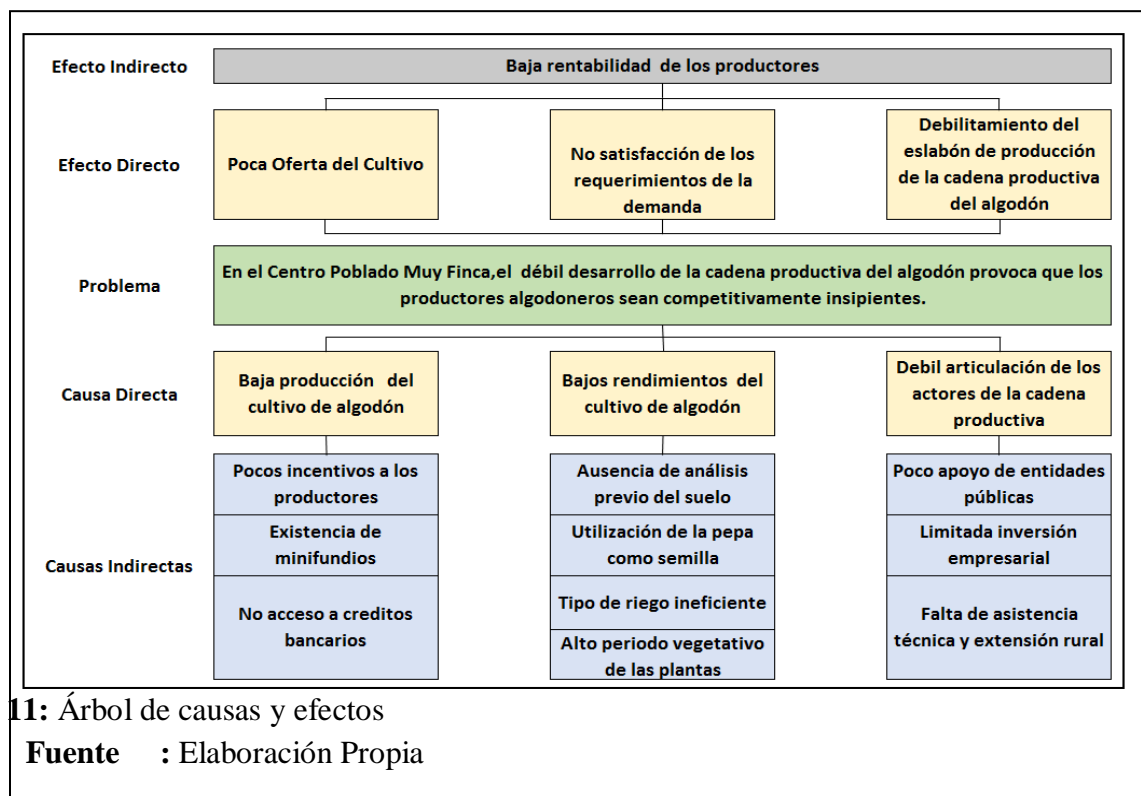 Efecto Indirecto
Baja rentabilidad de los productores
Efecto Directo
Poca Oferta del Cultivo
No satisfacción de los
requerimientos de la
demanda
Debilitamiento del
eslabón de producción
de la cadena productiva
del algodón
Problema
En el Centro Poblado Muy Finca,el débil desarrollo de la cadena productiva del algodón provoca que los
productores algodoneros sean competitivamente insipientes.
Causa Directa
Baja producción del
cultivo de algodón
Bajos rendimientos del
cultivo de algodón
Debil articulación de los
actores de la cadena
productiva
Causas Indirectas
Pocos incentivos a los
productores
Existencia de
minifundios
No acceso a creditos
bancarios
Ausencia de análisis
previo del suelo
Utilización de la pepa
como semilla
Tipo de riego ineficiente
Alto periodo vegetativo
de las plantas
Poco apoyo de entidades
públicas
Limitada inversión
empresarial
Falta de asistencia
técnica y extensión rural
11: Árbol de causas y efectos
Fuente : Elaboración Propia